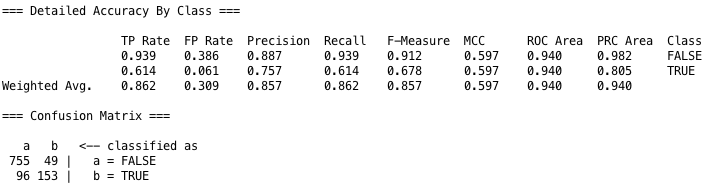 === Detailed Accuracy By Class ===
TP Rate FP Rate Precision Recall F-Measure MCC ROC Area PRC Area Class
0.939 0.386 0.887 0.939 0.912 0.597 0.940 0.982 FALSE
0.614 0.061 0.757 0.614 0.678 0.597 0.940 0.805 TRUE
Weighted Avg. 0.862 0.309 0.857 0.862 0.857 0.597 0.940 0.940
=== Confusion Matrix ===
a b <-- classified as
755 49 | a = FALSE
96 153 | b = TRUE